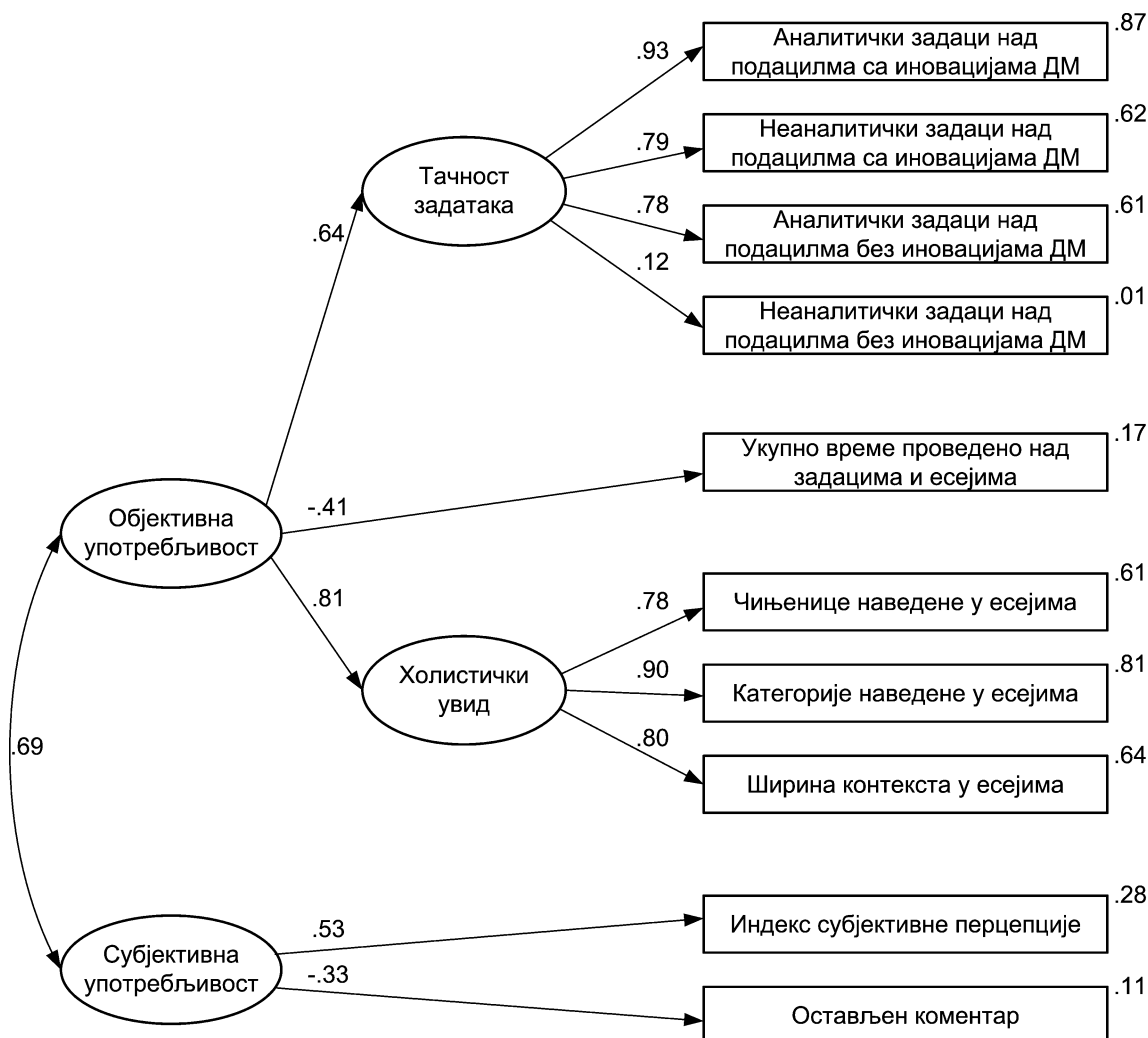 .87
.93
Аналитички задаци над
подацилма са иновацијама ДМ
.62
.79
Неаналитички задаци над
подацилма са иновацијама ДМ
Тачност
задатака
.61
.78
Аналитички задаци над
подацилма без иновацијама ДМ
.64
.12
.01
Неаналитички задаци над
подацилма без иновацијама ДМ
.17
Укупно време проведено над
задацима и есејима
-.41
Објективна
употребљивост
.81
.61
.78
Чињенице наведене у есејима
Холистички
увид
.90
.81
Категорије наведене у есејима
.69
.80
.64
Ширина контекста у есејима
.28
.53
Индекс субјективне перцепције
Субјективна
употребљивост
-.33
.11
Остављен коментар